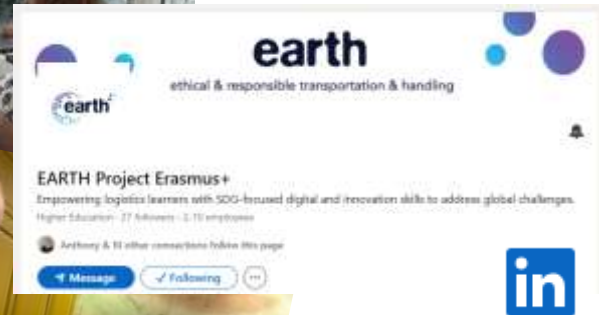 earth
ethical & responsible transportation & handling
earth
EARTH Project Erasmus+
Empowering logistics learners with SDG-focused digital and innovation skills to address global challenges.
Higher Education · 27 followers · 2-10 employees
Anthony & other connections follow this page
Message
Following
in